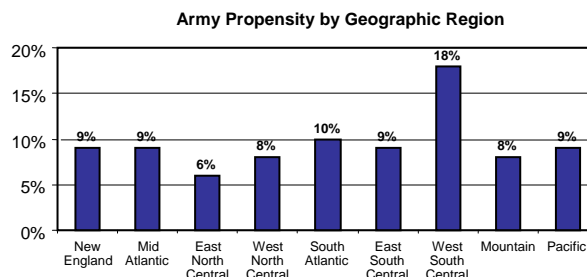 Army Propensity by Geographic Region
20%
15%
10%
5%
0%
9%
9%
6%
8%
10%
9%
18%
8%
9%
New England
Mid Atlantic
East North Central
West North Central
South Atlantic
East South Central
West South Central
Mountain
Pacific